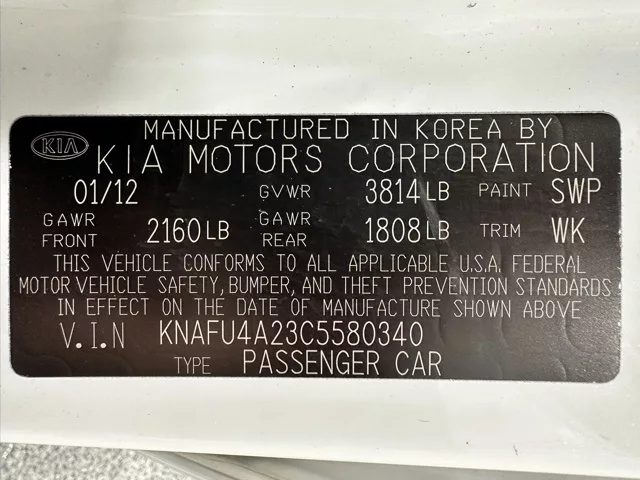 MANUFACTURED IN KOREA BY
KIA KIA MOTORS CORPORATION
01/12 GVWR 3814 LB PAINT SWP
GAWR FRONT 2160 LB GAWR REAR 1808 LB TRIM WK
THIS VEHICLE CONFORMS TO ALL APPLICABLE U.S.A. FEDERAL
MOTOR VEHICLE SAFETY, BUMPER, AND THEFT PREVENTION STANDARDS
IN EFFECT ON THE DATE OF MANUFACTURE SHOWN ABOVE
V.I.N KNAFU4A23C5580340
TYPE PASSENGER CAR